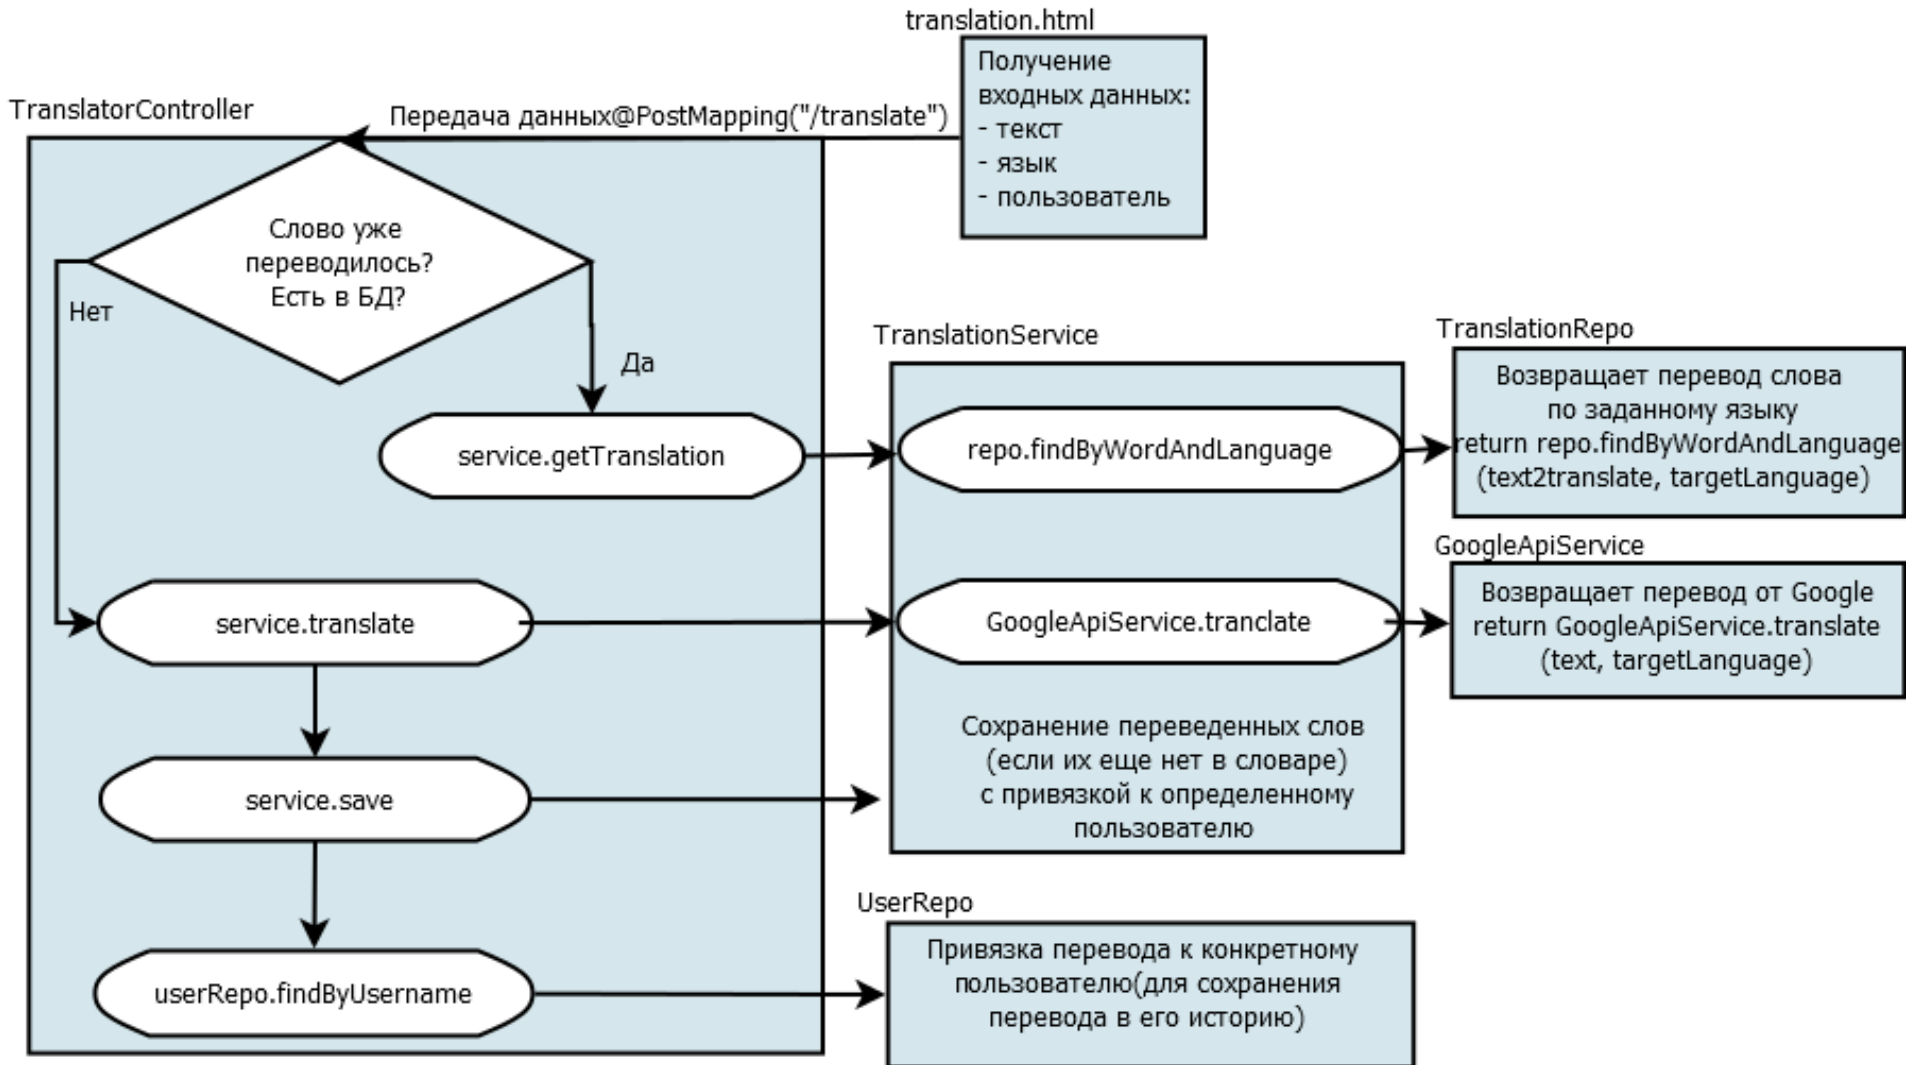 translation.html
Получение
входных данных:
- текст
- язык
- пользователь
TranslatorController
Передача данных@PostMapping("/translate")
Слово уже
переводилось?
Есть в БД?
Нет
Да
service.getTranslation
service.translate
service.save
userRepo.findByUsername
TranslationService
repo.findByWordAndLanguage
GoogleApiService.tranclate
Сохранение переведенных слов
(если их еще нет в словаре)
с привязкой к определенному
пользователю
TranslationRepo
Возвращает перевод слова
по заданному языку
return repo.findByWordAndLanguage
(text2translate, targetLanguage)
GoogleApiService
Возвращает перевод от Google
return GoogleApiService.translate
(text, targetLanguage)
UserRepo
Привязка перевода к конкретному
пользователю(для сохранения
перевода в его историю)